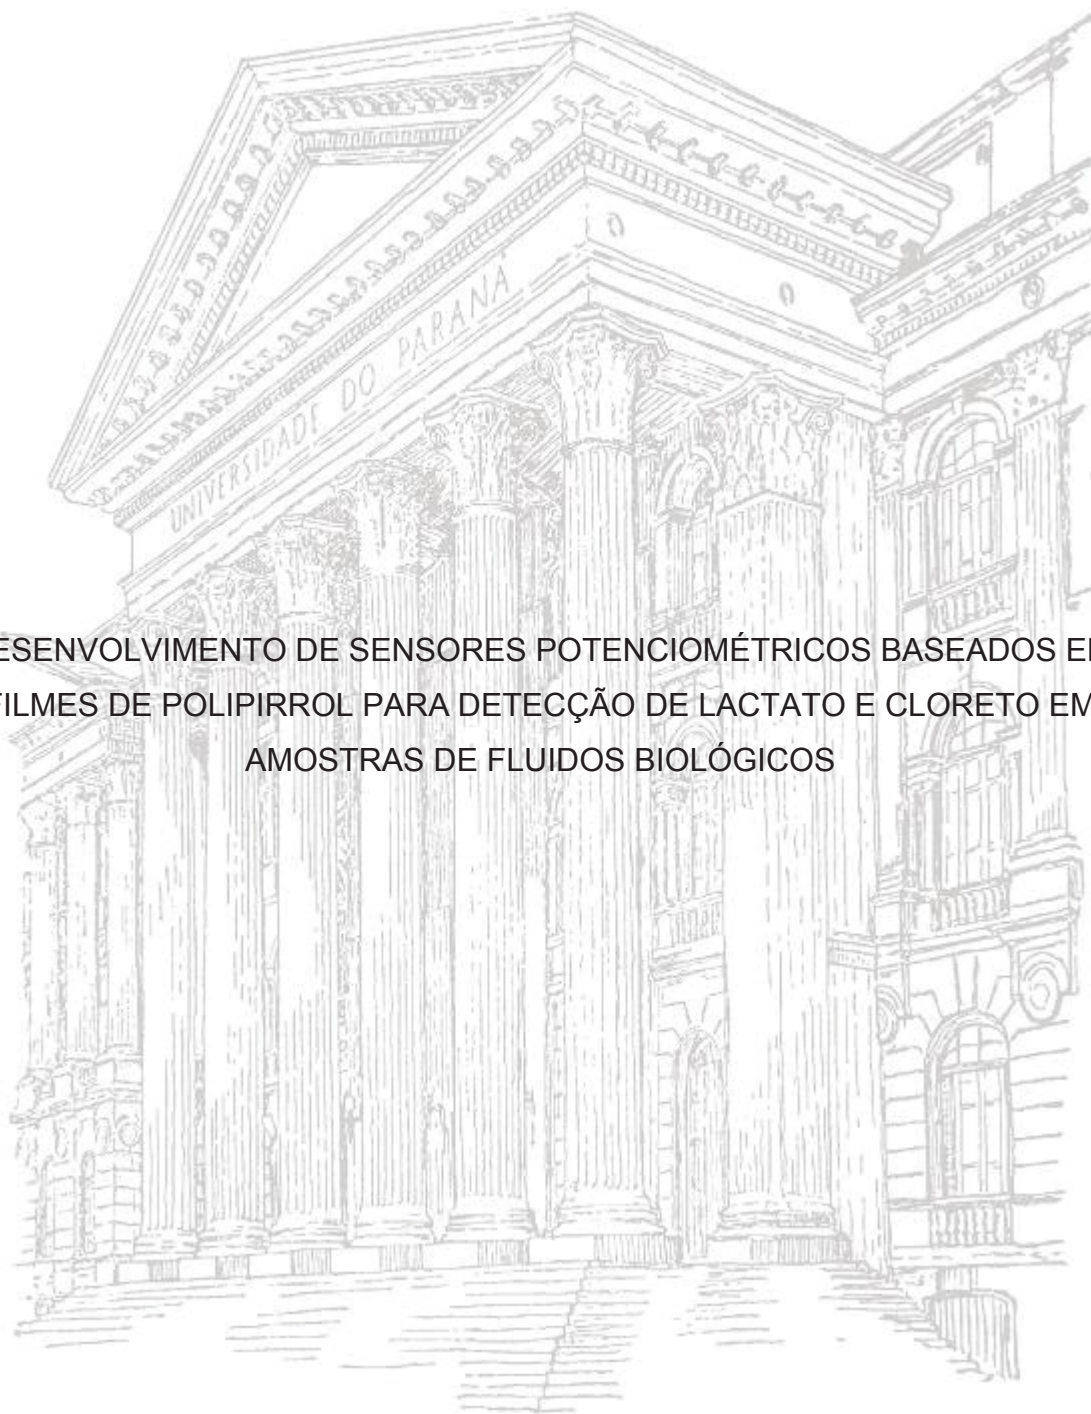 UNIVERSIDADE DO PARANÁ
ESENVOLVIMENTO DE SENSORES POTENCIOMÉTRICOS BASEADOS E
FILMES DE POLIPIRROL PARA DETECÇÃO DE LACTATO E CLORETO EM
AMOSTRAS DE FLUIDOS BIOLÓGICOS